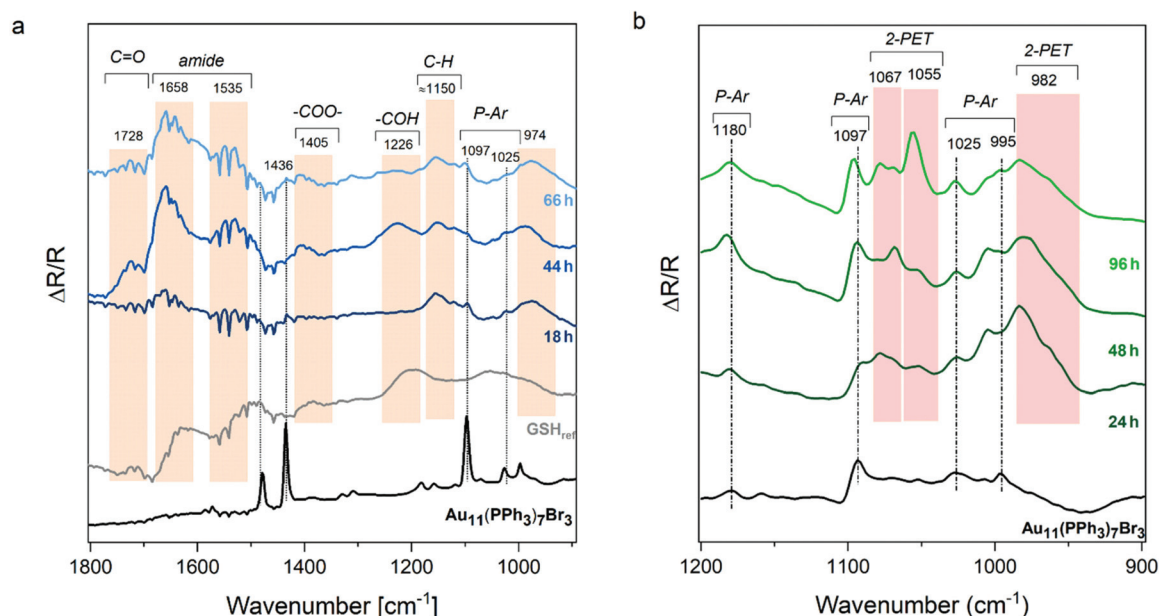 a
C=O
amide
C-H
1658
1535
≈1150
-COO-
-COH
P-Ar
1728
1405
1226
974
1436
1097
1025
66 h
44 h
18 h
GSHref
Au11(PPh3)7Br3
ΔR/R
1800
1600
1400
1200
1000
Wavenumber [cm-1]
b
2-PET
2-PET
1067
1055
982
P-Ar
P-Ar
P-Ar
1180
1097
1025
995
96 h
48 h
24 h
Au11(PPh3)7Br3
ΔR/R
1200
1100
1000
900
Wavenumber (cm-1)